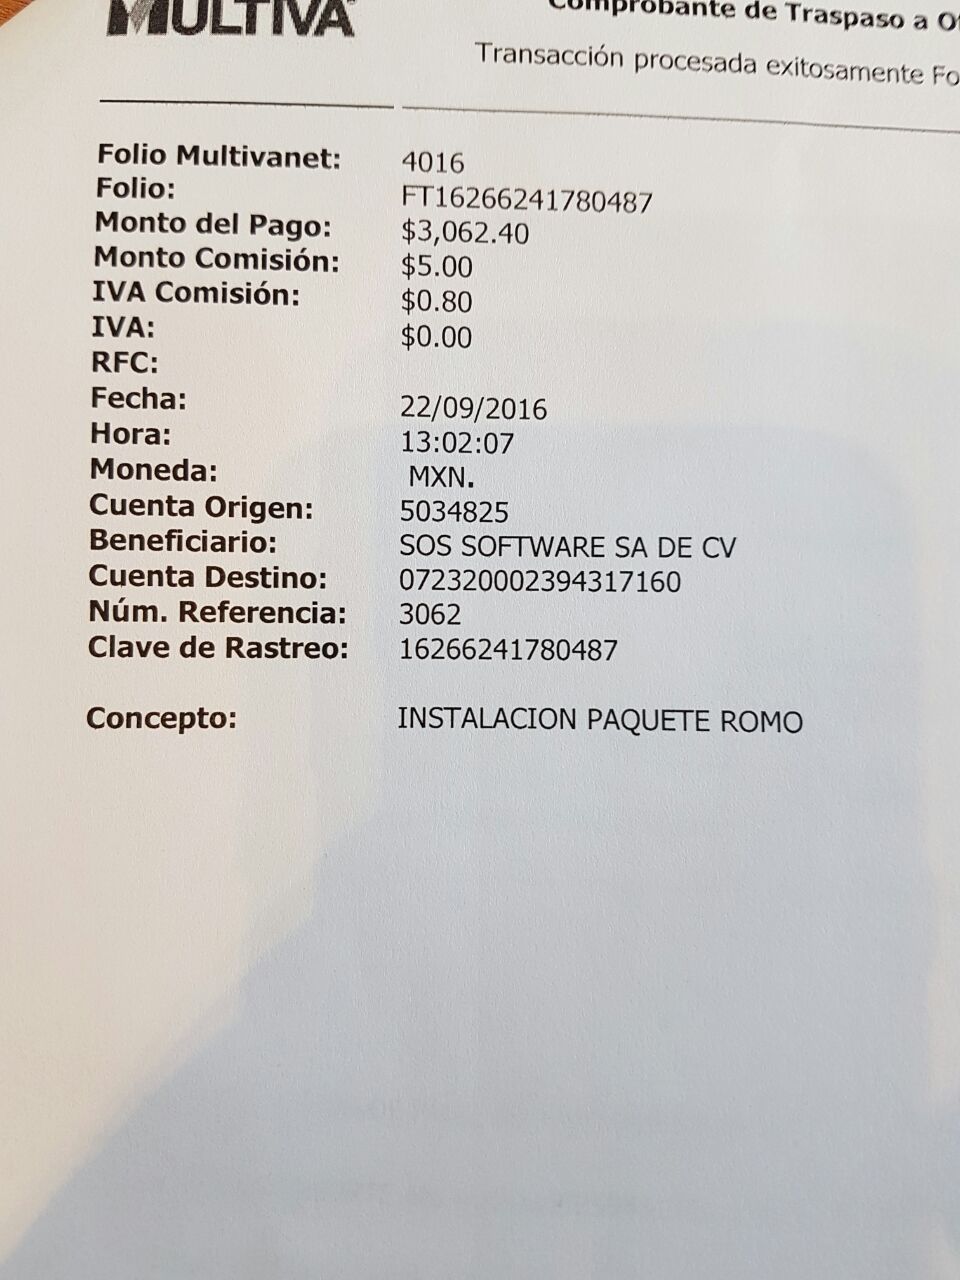 MULTIVA
Comprobante de Traspaso a
Transacción procesada exitosamente
Folio Multivanet: 4016
Folio: FT16266241780487
Monto del Pago: $3,062.40
Monto Comisión: $5.00
IVA Comisión: $0.80
IVA: $0.00
RFC:
Fecha: 22/09/2016
Hora: 13:02:07
Moneda: MXN.
Cuenta Origen: 5034825
Beneficiario: SOS SOFTWARE SA DE CV
Cuenta Destino: 072320002394317160
Núm. Referencia: 3062
Clave de Rastreo: 16266241780487
Concepto: INSTALACION PAQUETE ROMO